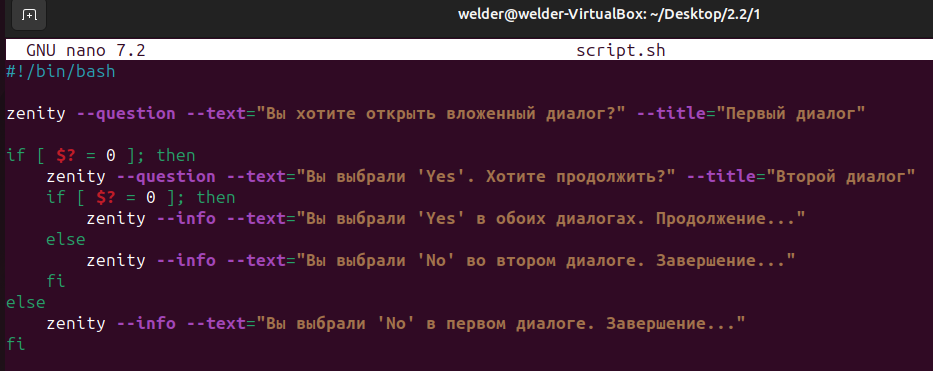 welder@welder-VirtualBox: ~/Desktop/2.2/1
GNU nano 7.2 script.sh
#!/bin/bash
zenity --question --text="Вы хотите открыть вложенный диалог?" --title="Первый диалог"
if [ $? = 0 ]; then
    zenity --question --text="Вы выбрали 'Yes'. Хотите продолжить?" --title="Второй диалог"
    if [ $? = 0 ]; then
        zenity --info --text="Вы выбрали 'Yes' в обоих диалогах. Продолжение..."
    else
        zenity --info --text="Вы выбрали 'No' во втором диалоге. Завершение..."
    fi
else
    zenity --info --text="Вы выбрали 'No' в первом диалоге. Завершение..."
fi